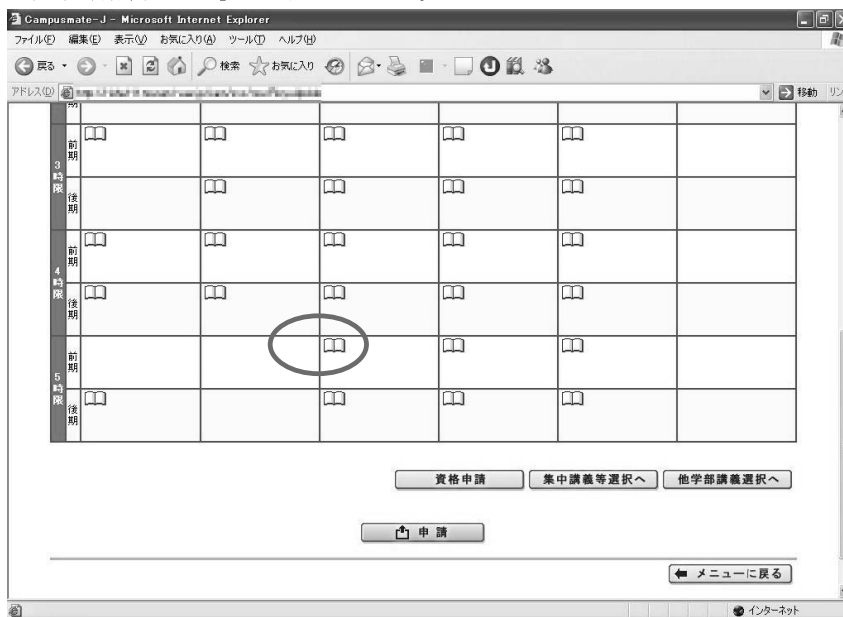 Campusmate-J - Microsoft Internet Explorer
ファイル(F) 編集(E) 表示(V) お気に入り(A) ツール(T) ヘルプ(H)
戻る 検索 お気に入り
アドレス(D) 移動 リン
期
3時限
前期
後期
4時限
前期
後期
5時限
前期
後期
資格申請 集中講義等選択へ 他学部講義選択へ
申請
メニューに戻る
インターネット